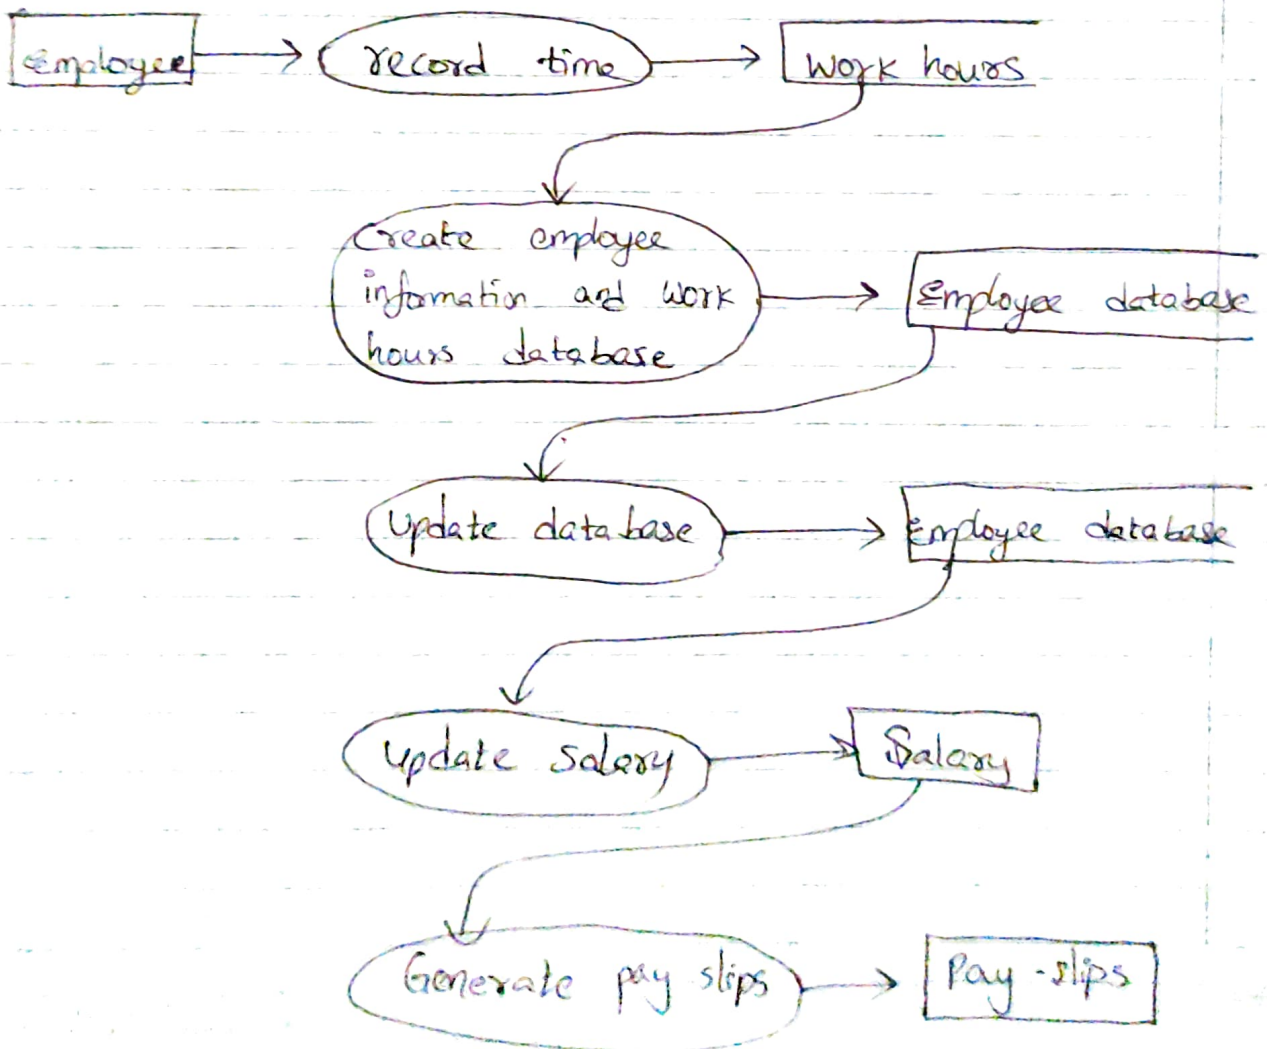 Employee
record time
Work hours
Create employee
information and work
hours database
Employee database
Update database
Employee database
Update Salary
Salary
Generate pay slips
Pay-slips